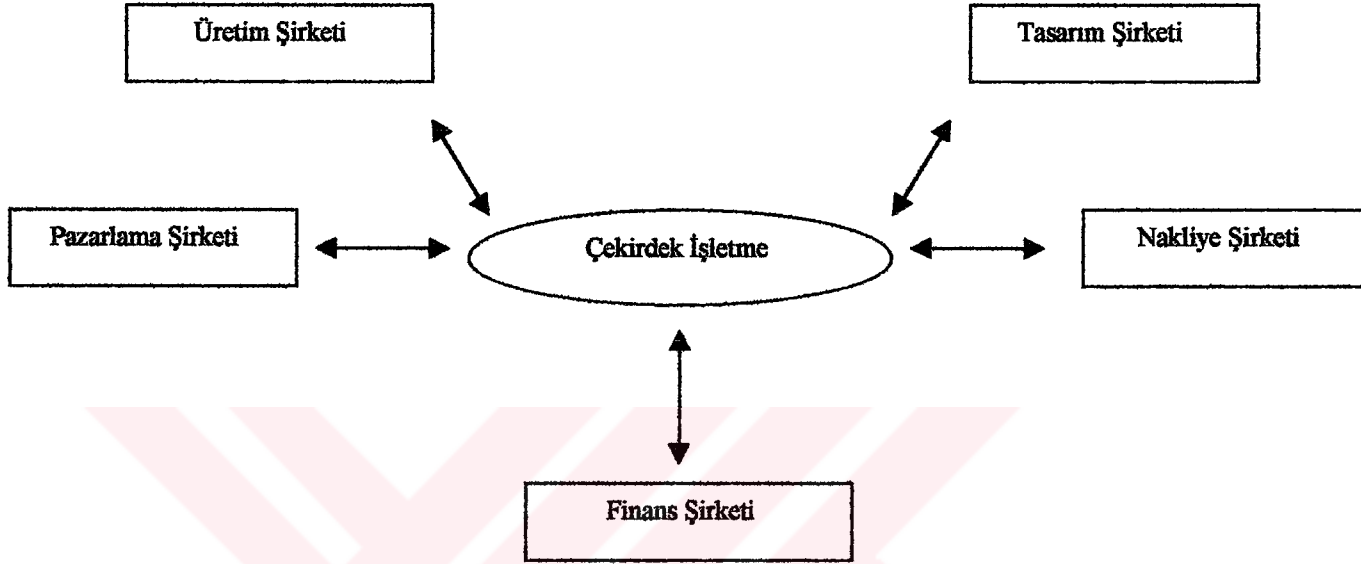 Üretim Şirketi
Tasarım Şirketi
Pazarlama Şirketi
Çekirdek İşletme
Nakliye Şirketi
Finans Şirketi